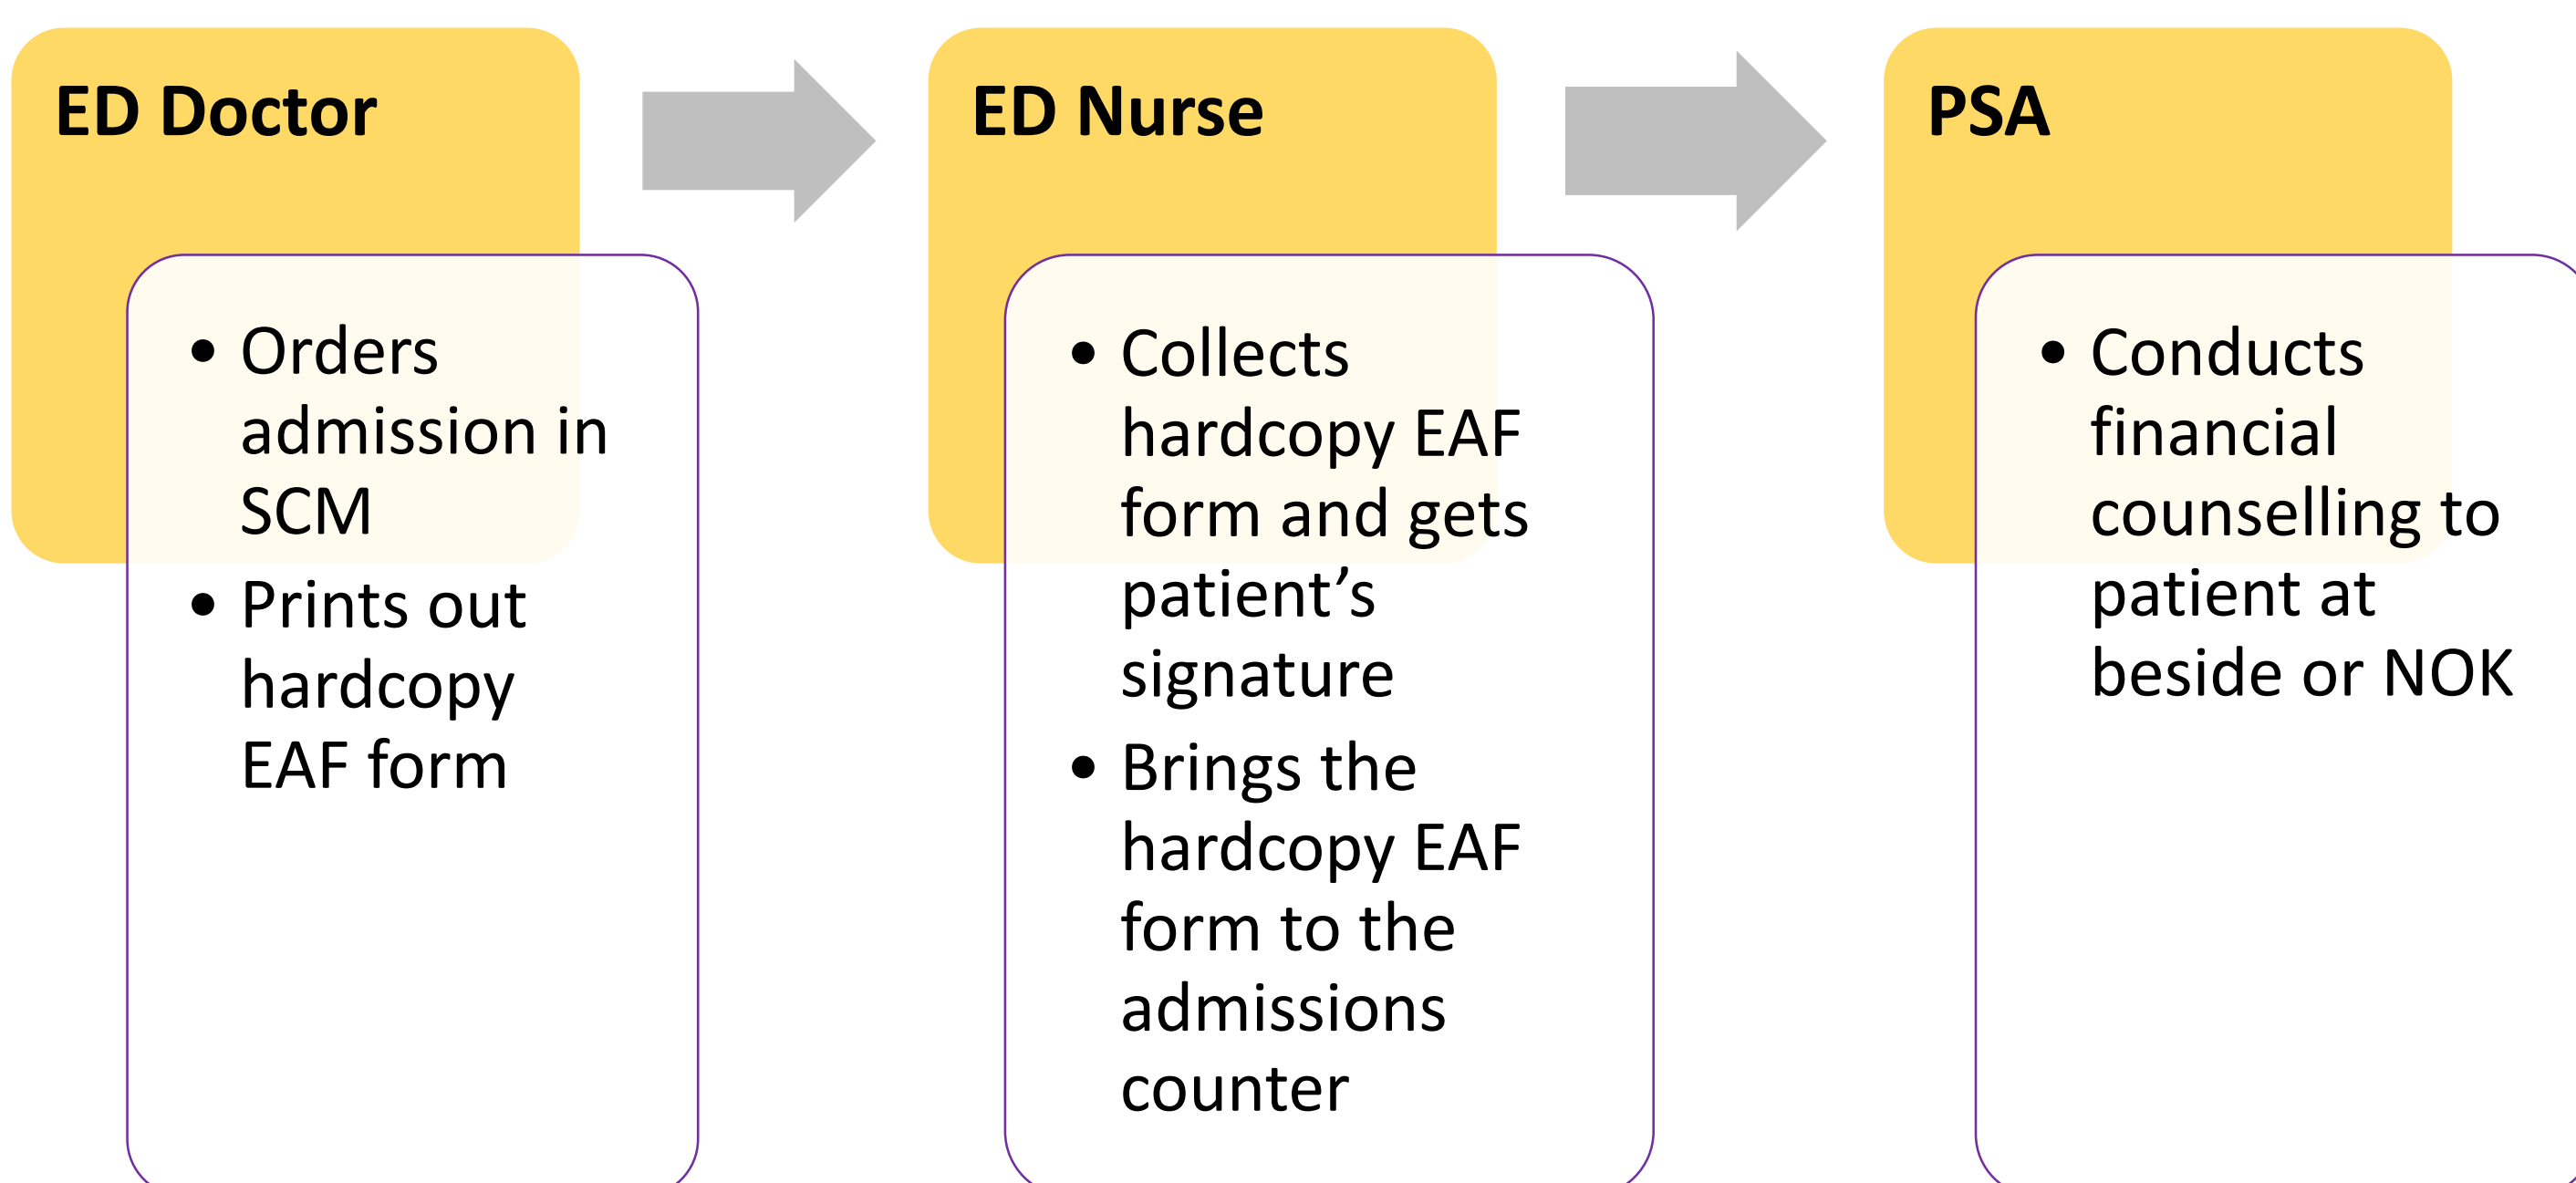 ED Doctor
• Orders
admission in
SCM
• Prints out
hardcopy
EAF form
ED Nurse
• Collects
hardcopy EAF
form and gets
patient’s
signature
• Brings the
hardcopy EAF
form to the
admissions
counter
PSA
• Conducts
financial
counselling to
patient at
beside or NOK